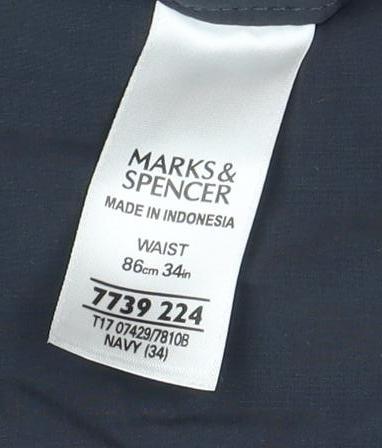 MARKS &
SPENCER
MADE IN INDONESIA
WAIST
86cm 34in
7739 224
T17 07429/7810B
NAVY (34)